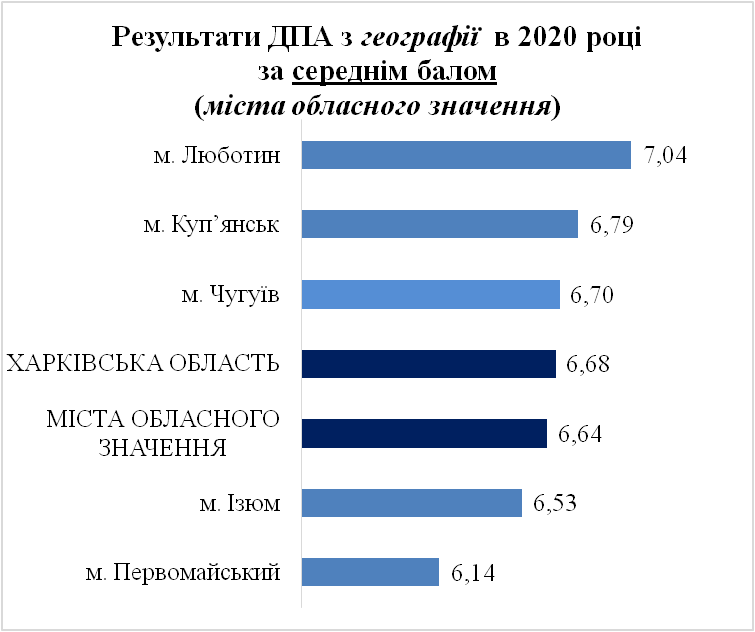 Результати ДПА з географії в 2020 році
за середнім балом
(міста обласного значення)
м. Люботин 7,04
м. Куп’янськ 6,79
м. Чугуїв 6,70
ХАРКІВСЬКА ОБЛАСТЬ 6,68
МІСТА ОБЛАСНОГО
ЗНАЧЕННЯ 6,64
м. Ізюм 6,53
м. Первомайський 6,14